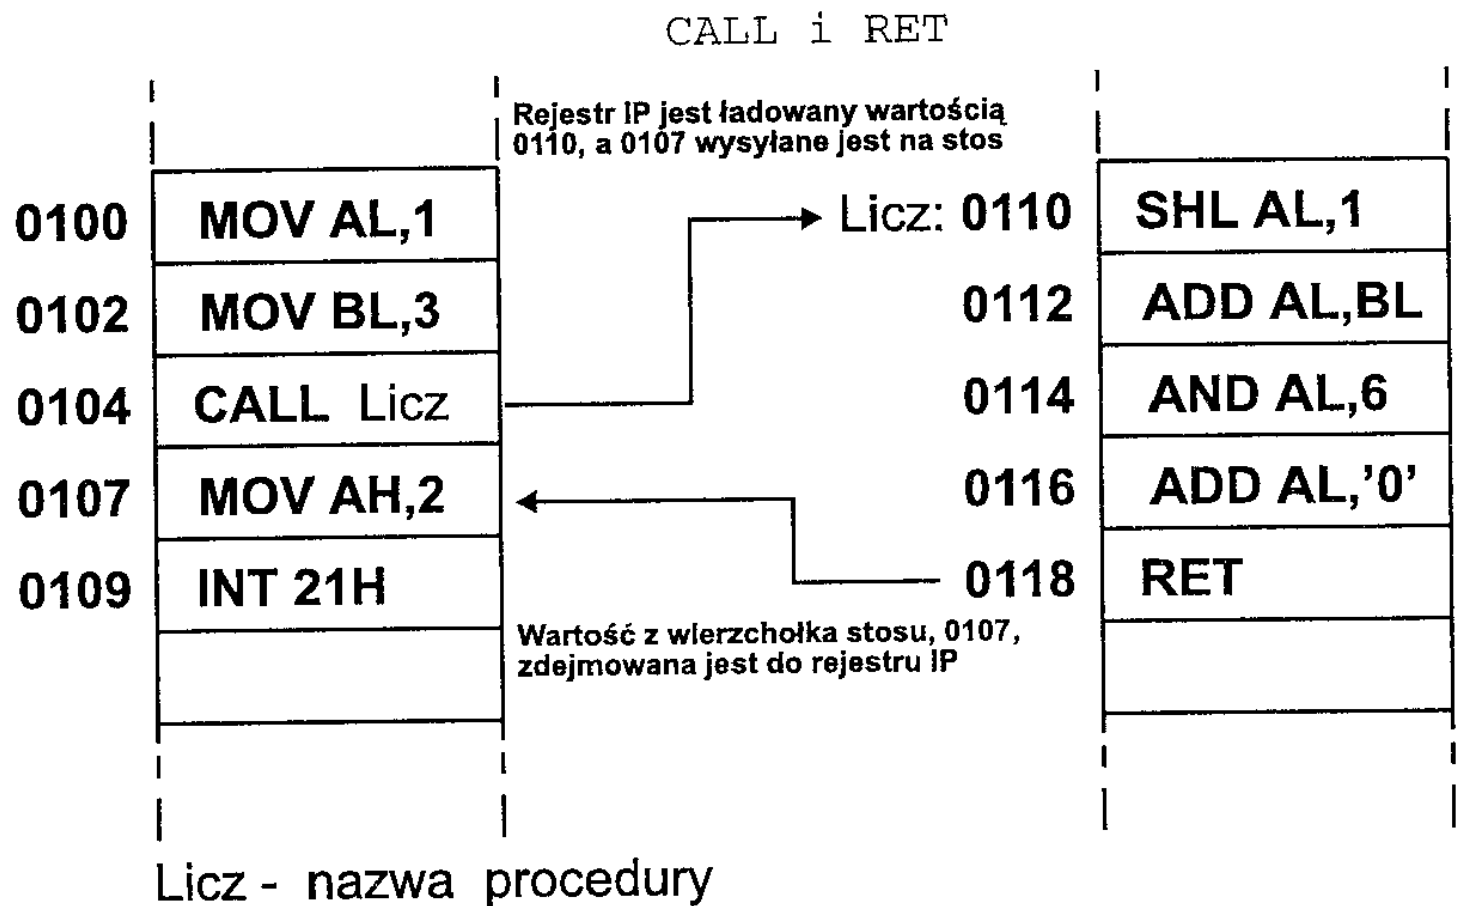 CALL i RET
Rejestr IP jest ładowany wartością
0110, a 0107 wysyłane jest na stos
0100 MOV AL,1
0102 MOV BL,3
0104 CALL Licz
0107 MOV AH,2
0109 INT 21H
Licz: 0110 SHL AL,1
0112 ADD AL,BL
0114 AND AL,6
0116 ADD AL,'0'
0118 RET
Wartość z wierzchołka stosu, 0107,
zdejmowana jest do rejestru IP
Licz - nazwa procedury